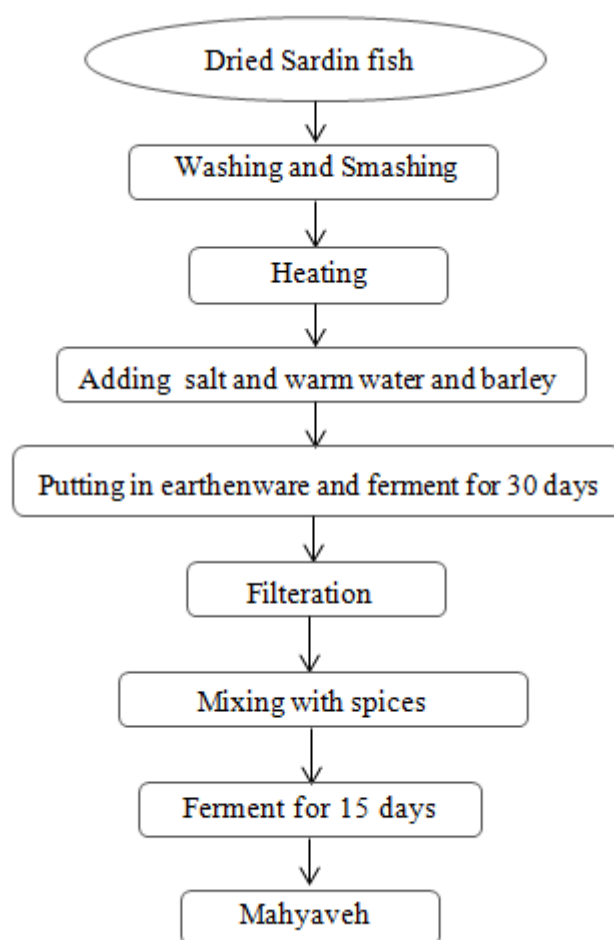 Dried Sardin fish
Washing and Smashing
Heating
Adding salt and warm water and barley
Putting in earthenware and ferment for 30 days
Filteration
Mixing with spices
Ferment for 15 days
Mahyaveh